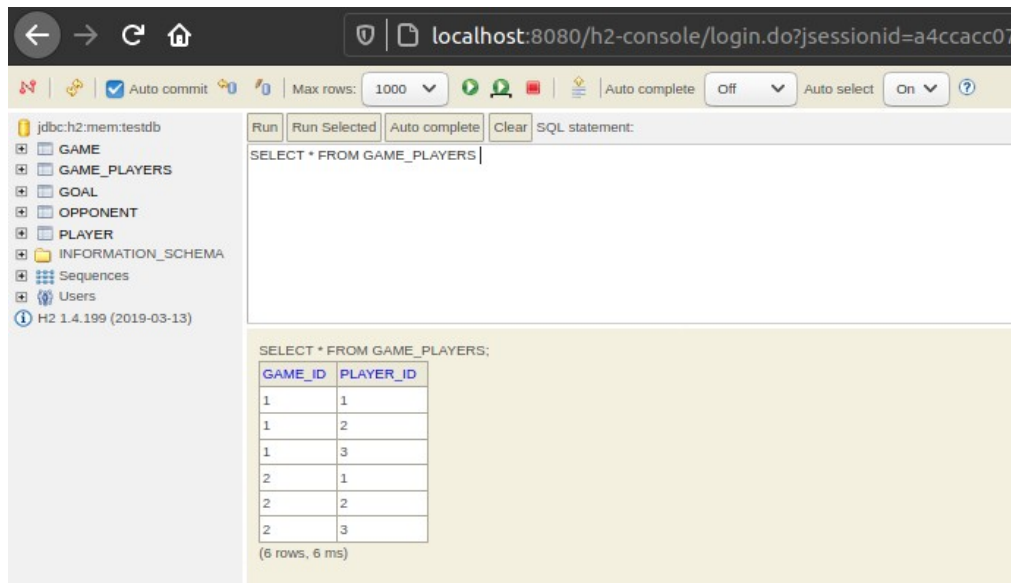 localhost:8080/h2-console/login.do?jsessionid=a4ccacc07
Auto commit Max rows: 1000 Auto complete Off Auto select On ?
jdbc:h2:mem:testdb
GAME
GAME_PLAYERS
GOAL
OPPONENT
PLAYER
INFORMATION_SCHEMA
Sequences
Users
H2 1.4.199 (2019-03-13)
Run Run Selected Auto complete Clear SQL statement:
SELECT * FROM GAME_PLAYERS
SELECT * FROM GAME_PLAYERS;
GAME_ID PLAYER_ID
1 1
1 2
1 3
2 1
2 2
2 3
(6 rows, 6 ms)